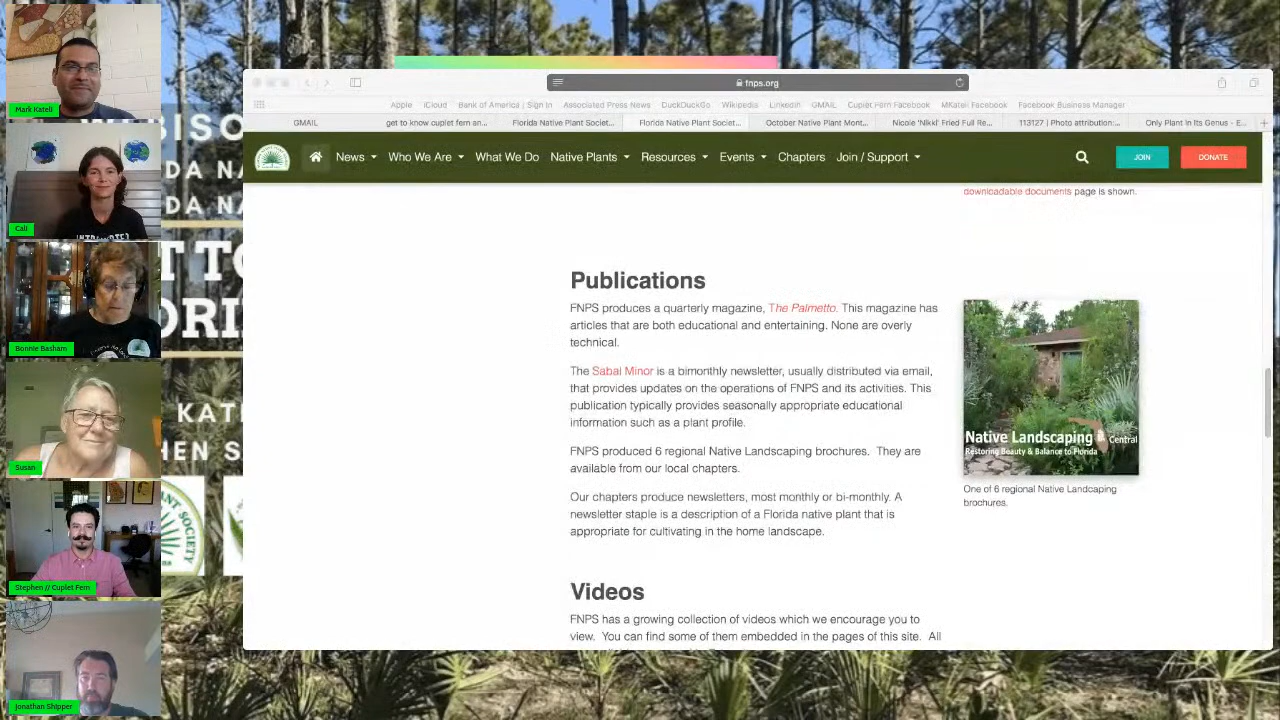 Mark Kateli
Cait
Bonnie Basham
Susan
Stephen // Cuplet Fern
Jonathan Shipper
fnps.org
Apple iCloud Bank of America | Sign In Associated Press News DuckDuckGo Wikipedia LinkedIn GMAIL Cuplet Fern Facebook MKateli Facebook Facebook Business Manager
GMAIL get to know cuplet fern an... Florida Native Plant Societ... Florida Native Plant Societ... October Native Plant Mont... Nicole 'Nikki' Fried Full Re... 113127 | Photo attribution:... Only Plant in Its Genus - E...
News Who We Are What We Do Native Plants Resources Events Chapters Join / Support JOIN DONATE
downloadable documents page is shown.
Publications
FNPS produces a quarterly magazine, The Palmetto. This magazine has
articles that are both educational and entertaining. None are overly
technical.
The Sabal Minor is a bimonthly newsletter, usually distributed via email,
that provides updates on the operations of FNPS and its activities. This
publication typically provides seasonally appropriate educational
information such as a plant profile.
FNPS produced 6 regional Native Landscaping brochures. They are
available from our local chapters.
Our chapters produce newsletters, most monthly or bi-monthly. A
newsletter staple is a description of a Florida native plant that is
appropriate for cultivating in the home landscape.
Native Landscaping Central
Restoring Beauty & Balance to Florida
One of 6 regional Native Landcaping
brochures.
Videos
FNPS has a growing collection of videos which we encourage you to
view. You can find some of them embedded in the pages of this site. All